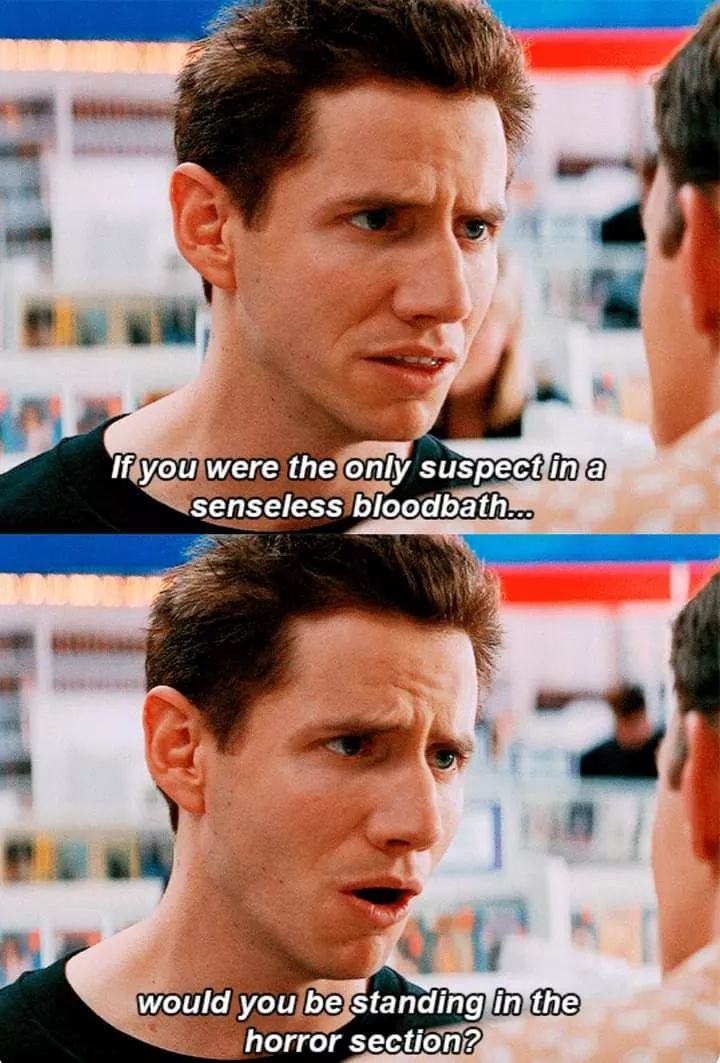 If you were the only suspect in a
senseless bloodbath...
would you be standing in the
horror section?